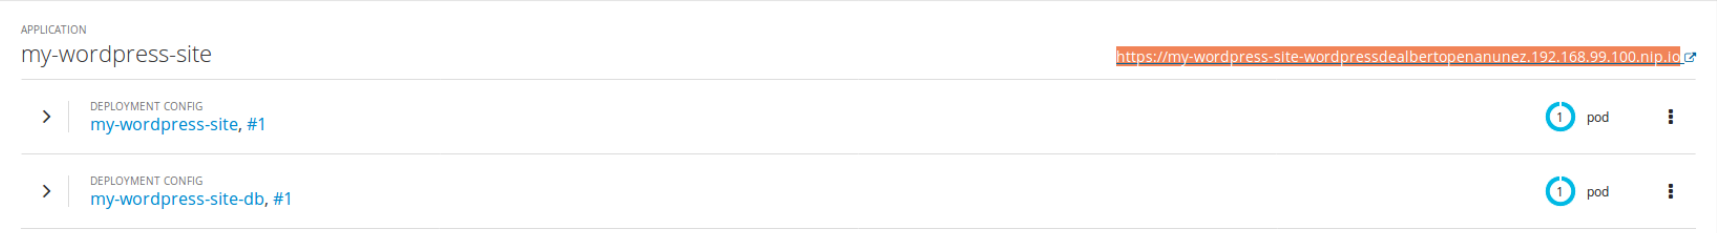 APPLICATION
my-wordpress-site
https://my-wordpress-site-wordpressdealbertopenanunez.192.168.99.100.nip.io
DEPLOYMENT CONFIG
my-wordpress-site, #1
1 pod
DEPLOYMENT CONFIG
my-wordpress-site-db, #1
1 pod